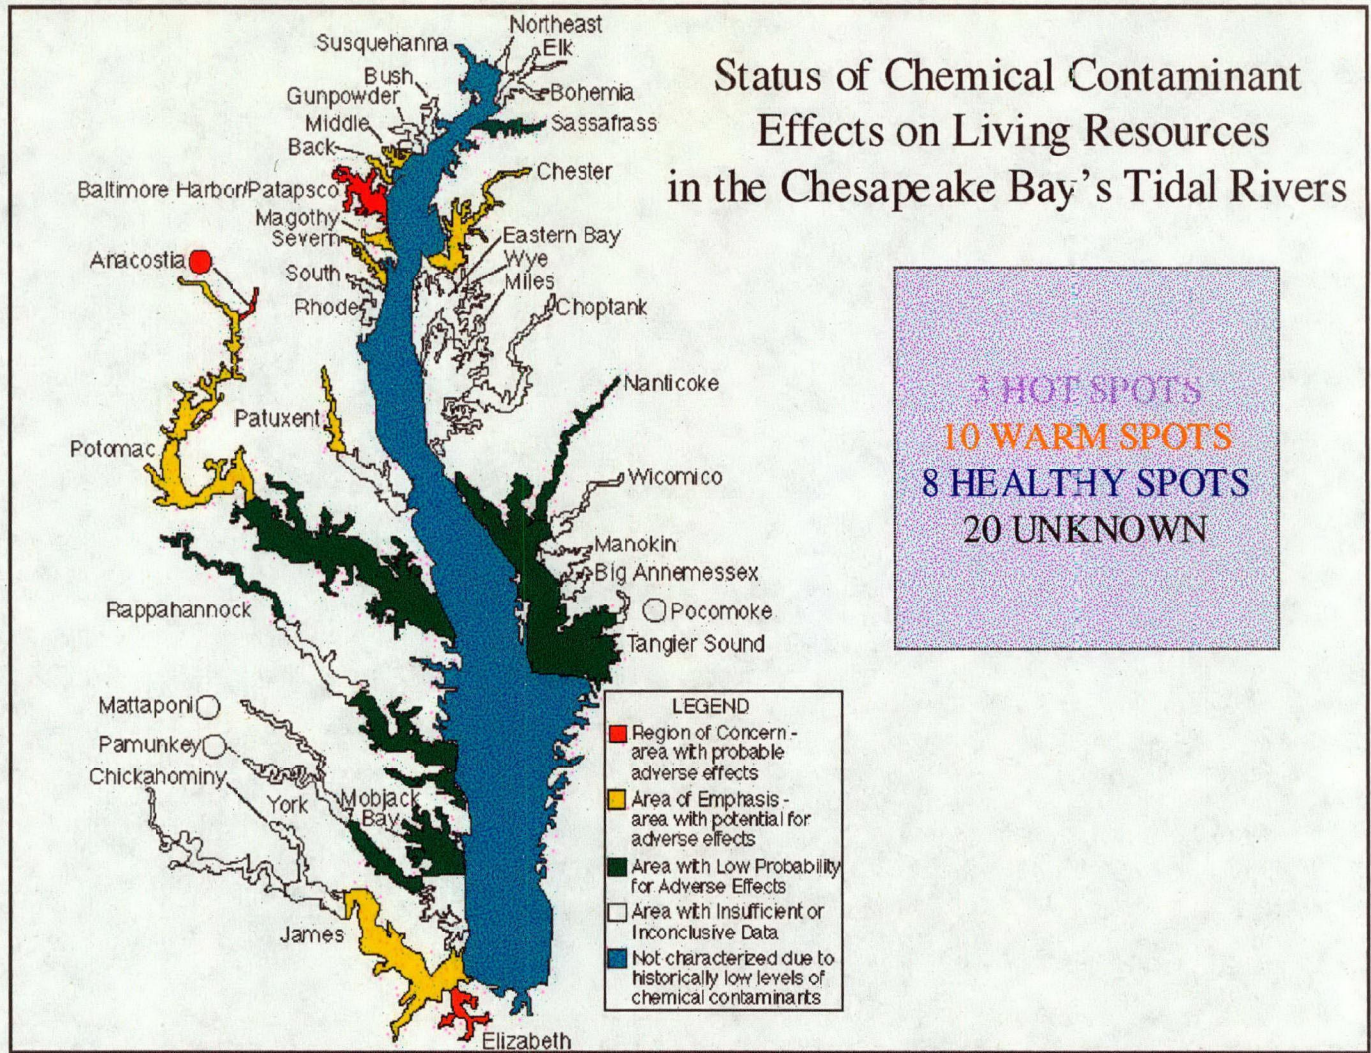 Status of Chemical Contaminant
Effects on Living Resources
in the Chesapeake Bay's Tidal Rivers
3 HOT SPOTS
10 WARM SPOTS
8 HEALTHY SPOTS
20 UNKNOWN
Northeast
Susquehanna
Elk
Bush
Bohemia
Gunpowder
Middle
Sassafrass
Back
Chester
Baltimore Harbor/Patapsco
Magothy
Severn
Eastern Bay
Wye
Anacostia
South
Miles
Rhode
Choptank
Nanticoke
Patuxent
Potomac
Wicomico
Manokin
Big Annemessex
Rappahannock
Pocomoke
Tangier Sound
Mattaponi
Pamunkey
Chickahominy
York
Mobjack
Bay
James
Elizabeth
LEGEND
Region of Concern -
area with probable
adverse effects
Area of Emphasis -
area with potential for
adverse effects
Area with Low Probability
for Adverse Effects
Area with Insufficient or
Inconclusive Data
Not characterized due to
historically low levels of
chemical contaminants